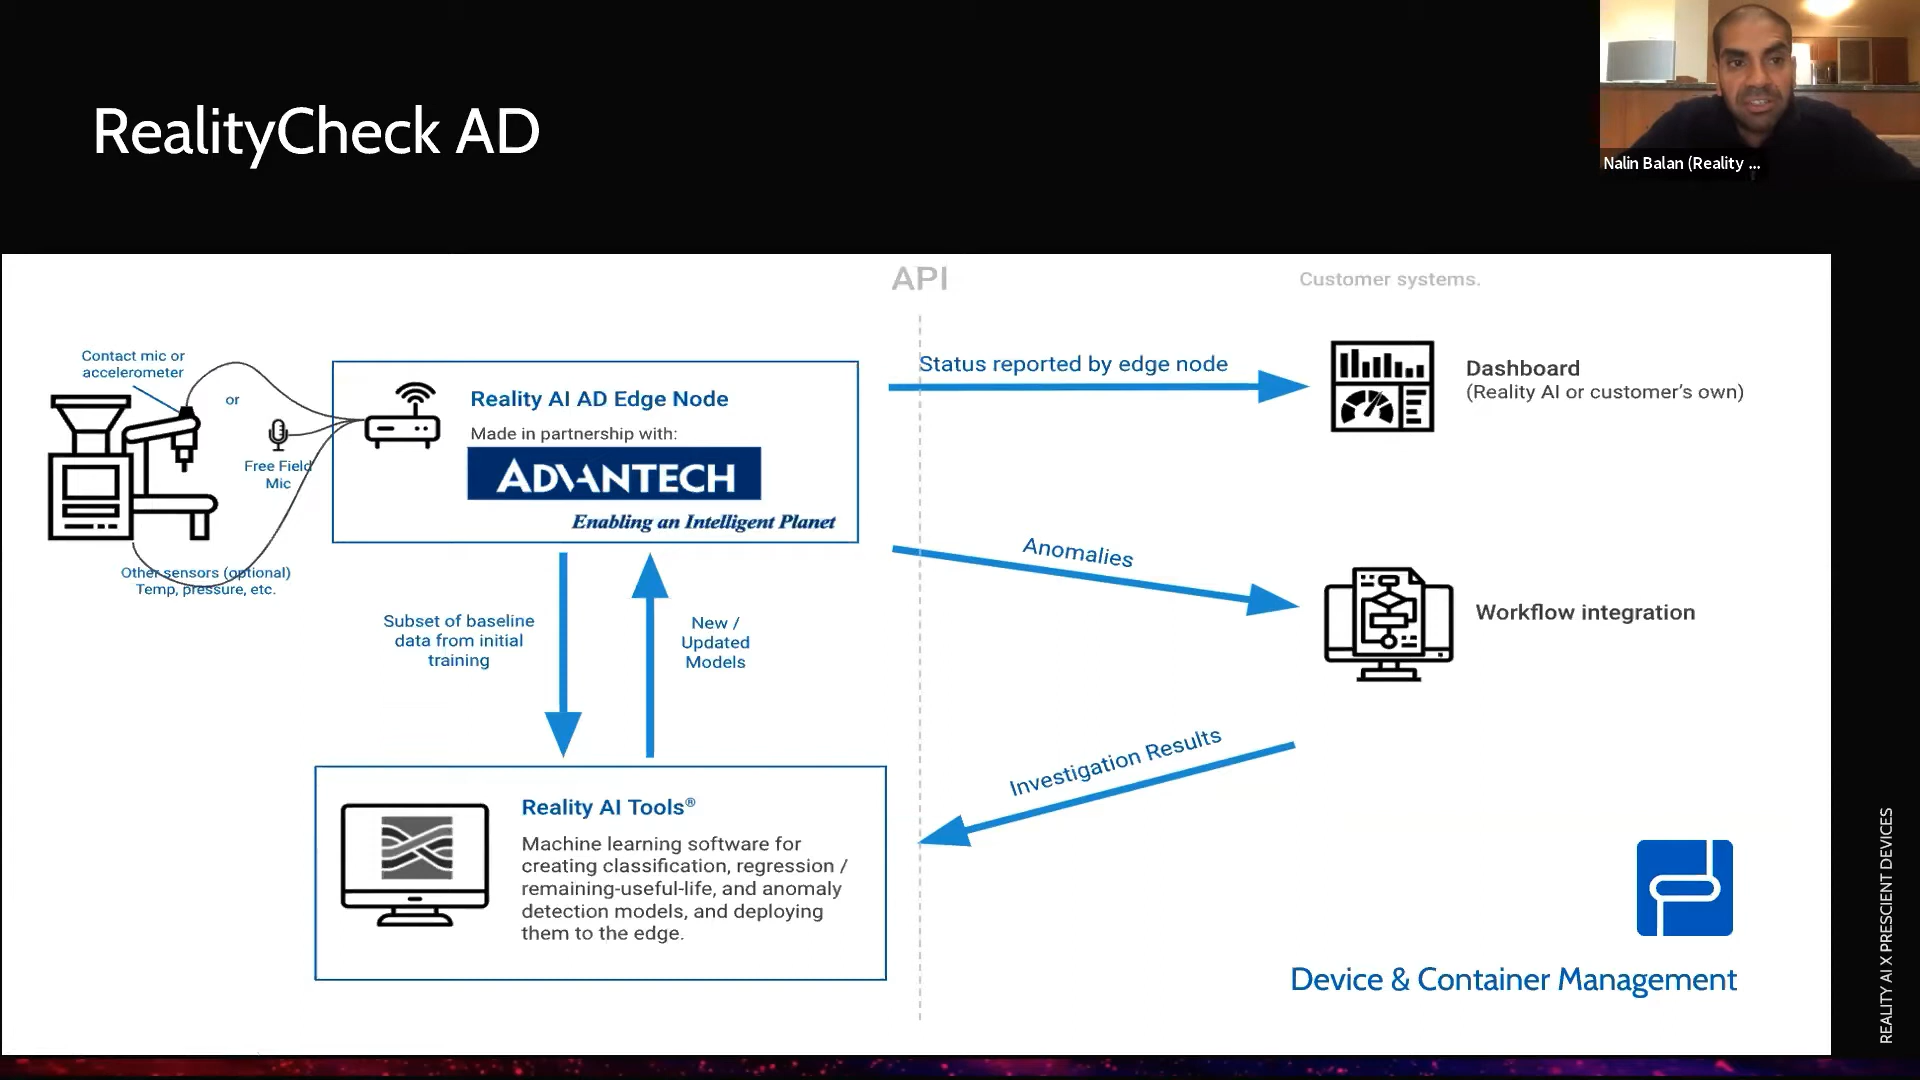 RealityCheck AD
Nalin Balan (Reality ...
API
Customer systems.
Contact mic or
accelerometer
or
Free Field
Mic
Other sensors (optional)
Temp, pressure, etc.
Reality AI AD Edge Node
Made in partnership with:
ADVANTECH
Enabling an Intelligent Planet
Status reported by edge node
Dashboard
(Reality AI or customer's own)
Anomalies
Workflow integration
Subset of baseline
data from initial
training
New /
Updated
Models
Investigation Results
Reality AI Tools®
Machine learning software for
creating classification, regression /
remaining-useful-life, and anomaly
detection models, and deploying
them to the edge.
Device & Container Management
REALITY AI X PRESCIENT DEVICES